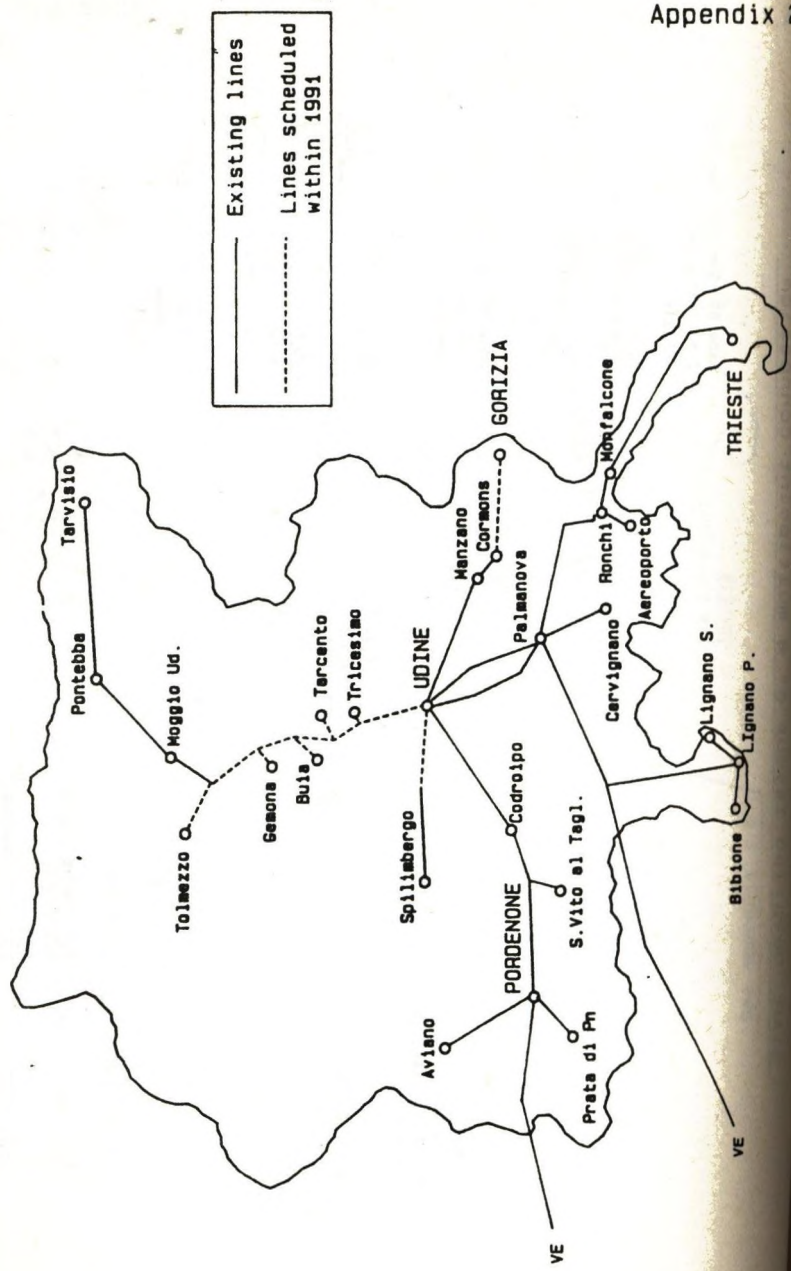 Appendix
Existing lines
Lines scheduled
within 1991
Tarvisio
Pontebba
Moggio Ud.
Tolmezzo
Gemona
Buia
Tarcento
Tricesimo
UDINE
Spilimbergo
Manzano
Cormons
GORIZIA
Palmanova
Ronchi
Monfalcone
Aereoporto
TRIESTE
Cervignano
Codroipo
PORDENONE
S.Vito al Tagl.
Aviano
Prata di Pn
Lignano S.
LIgnano P.
Bibione
VE
VE